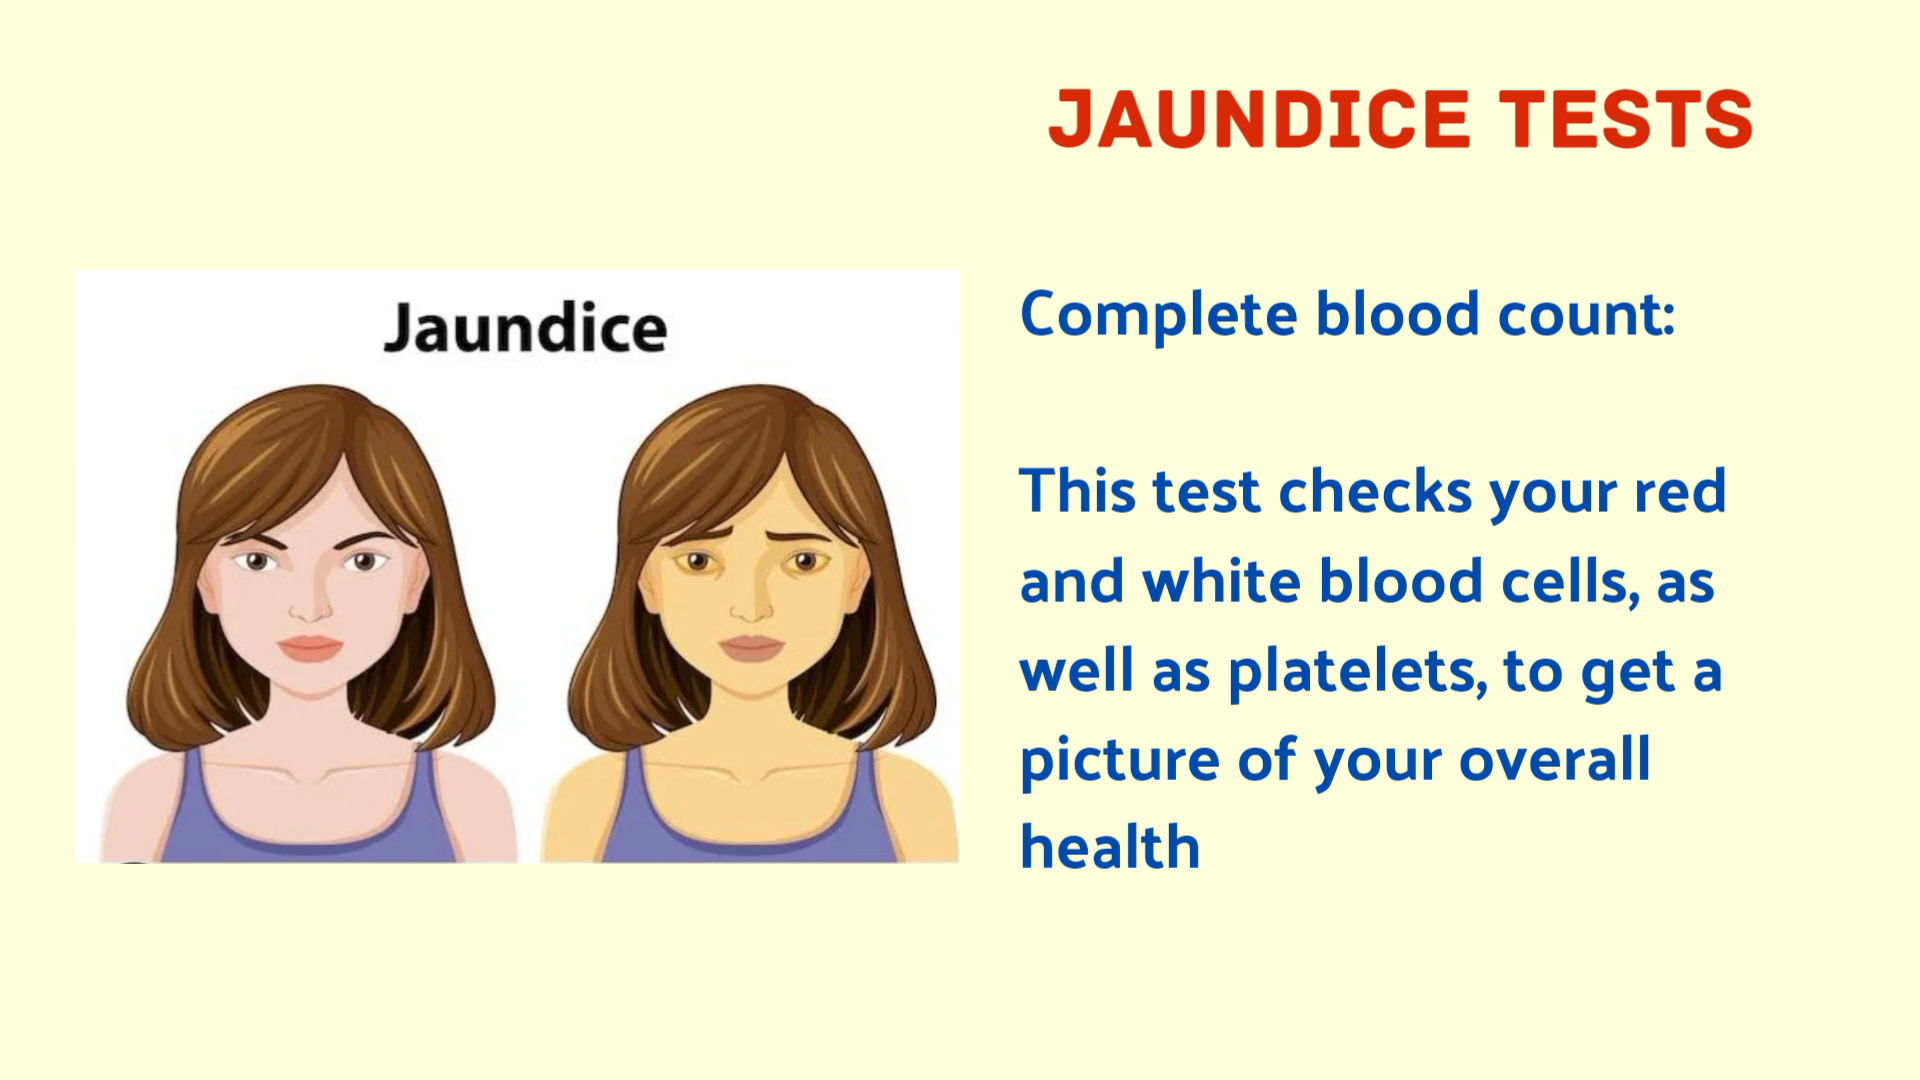 JAUNDICE TESTS
Jaundice
Complete blood count:
This test checks your red
and white blood cells, as
well as platelets, to get a
picture of your overall
health